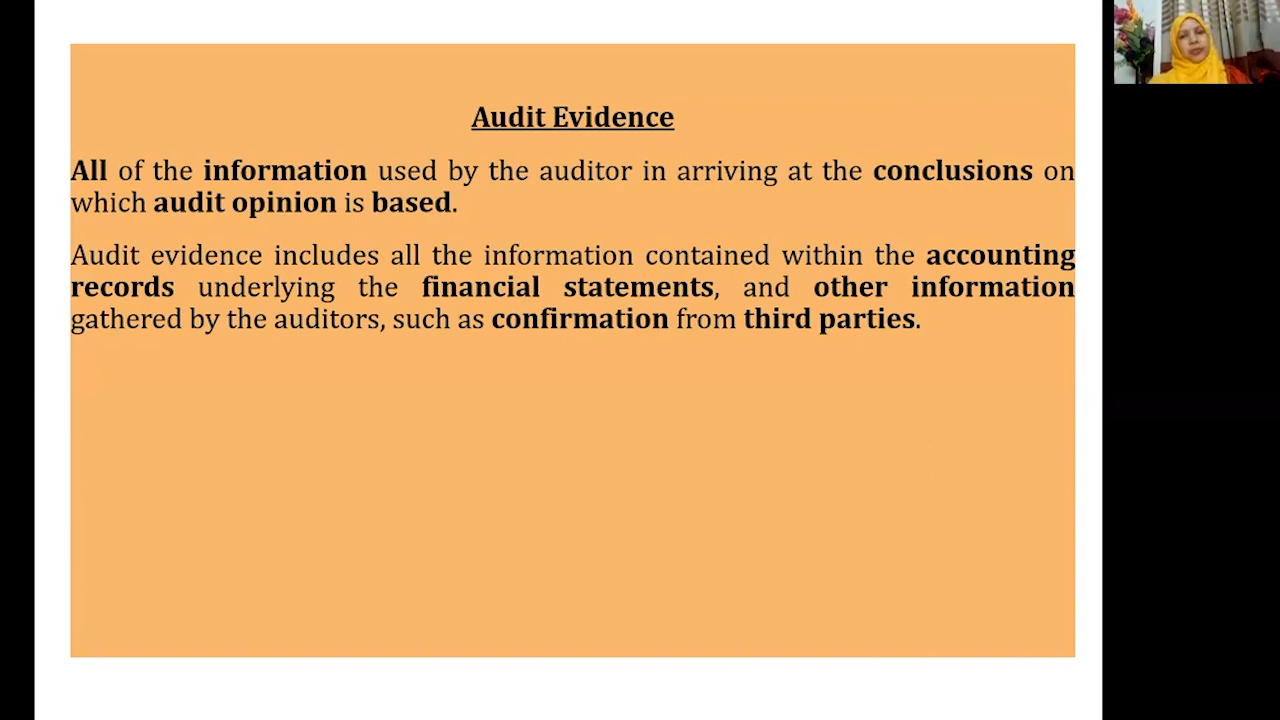 Audit Evidence
All of the information used by the auditor in arriving at the conclusions on
which audit opinion is based.
Audit evidence includes all the information contained within the accounting
records underlying the financial statements, and other information
gathered by the auditors, such as confirmation from third parties.